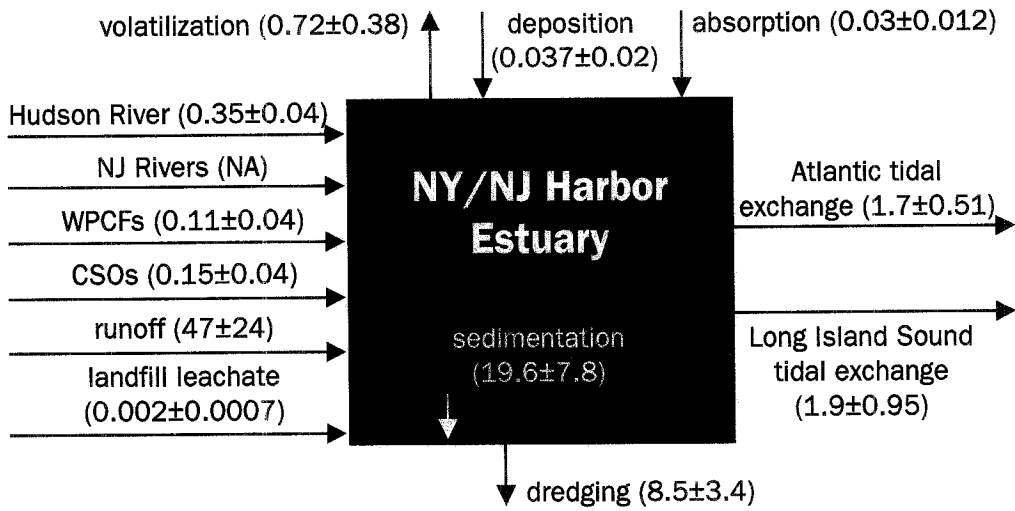 volatilization (0.72±0.38)
deposition
(0.037±0.02)
absorption (0.03±0.012)
Hudson River (0.35±0.04)
NJ Rivers (NA)
WPCFs (0.11±0.04)
CSOs (0.15±0.04)
runoff (47±24)
landfill leachate
(0.002±0.0007)
NY/NJ Harbor
Estuary
sedimentation
(19.6±7.8)
Atlantic tidal
exchange (1.7±0.51)
Long Island Sound
tidal exchange
(1.9±0.95)
dredging (8.5±3.4)